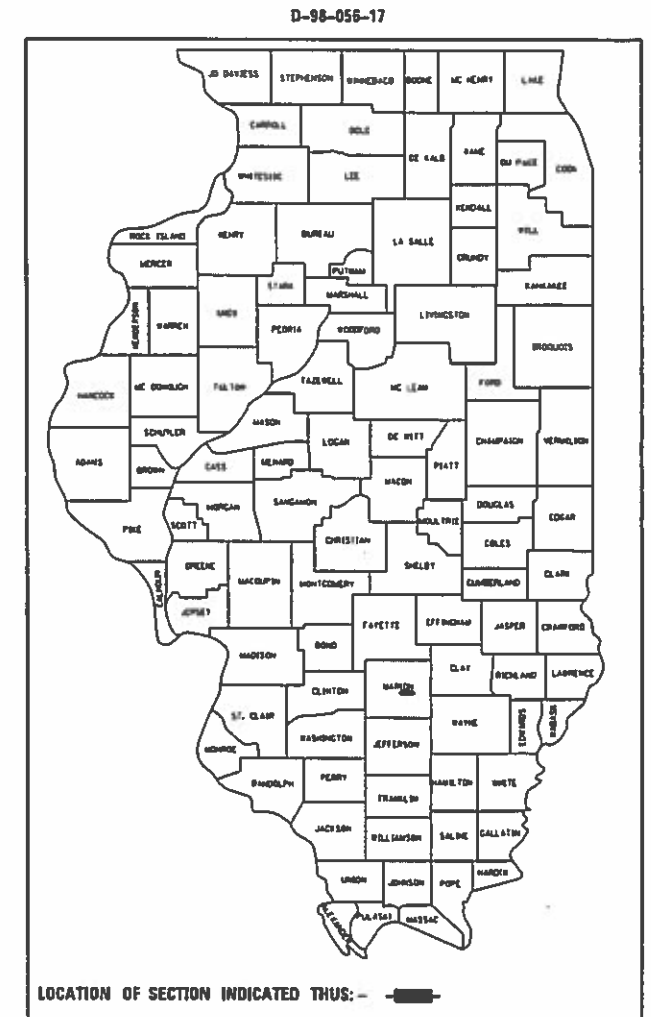 D-98-056-17
JO DAVIESS STEPHENSON WINNEBAGO BOONE MC HENRY LAKE
CARROLL OGLE
DE KALB KANE DU PAGE COOK
WHITESIDE LEE
KENDALL
ROCK ISLAND HENRY BUREAU LA SALLE WILL
MERCER PUTNAM GRUNDY
STARK MARSHALL KANKAKEE
HENDERSON WARREN KNOX PEORIA WOODFORD LIVINGSTON
IROQUOIS
HANCOCK MC DONOUGH FULTON TAZEWELL MC LEAN FORD
MASON
SCHUYLER LOGAN DE WITT CHAMPAIGN VERMILION
ADAMS BROWN CASS MENARD MACON PIATT
PIKE SCOTT MORGAN SANGAMON MOULTRIE DOUGLAS EDGAR
CHRISTIAN COLES
CALHOUN GREENE MACOUPIN MONTGOMERY SHELBY CUMBERLAND CLARK
JERSEY
MADISON BOND FAYETTE EFFINGHAM JASPER CRAWFORD
CLINTON MARION CLAY RICHLAND LAWRENCE
ST. CLAIR
MONROE WASHINGTON JEFFERSON WAYNE EDWARDS WABASH
RANDOLPH PERRY HAMILTON WHITE
FRANKLIN
JACKSON WILLIAMSON SALINE GALLATIN
UNION JOHNSON POPE HARDIN
ALEXANDER PULASKI MASSAC
LOCATION OF SECTION INDICATED THUS: -